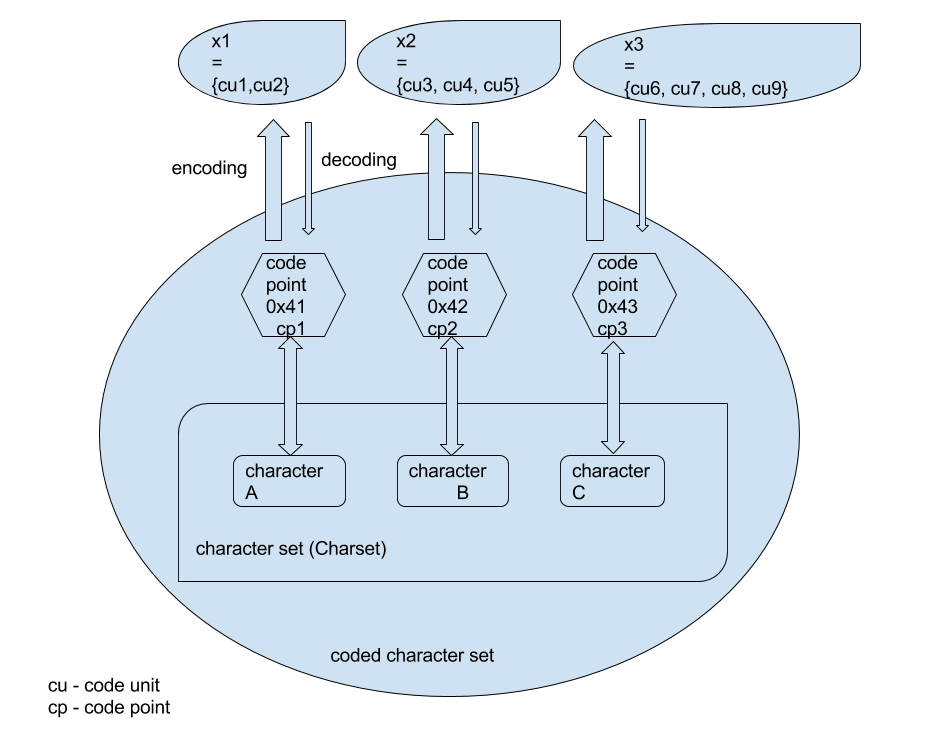 x1
=
{cu1,cu2}
x2
=
{cu3, cu4, cu5}
x3
=
{cu6, cu7, cu8, cu9}
encoding
decoding
code
point
0x41
cp1
code
point
0x42
cp2
code
point
0x43
cp3
character
A
character
B
character
C
character set (Charset)
coded character set
cu - code unit
cp - code point